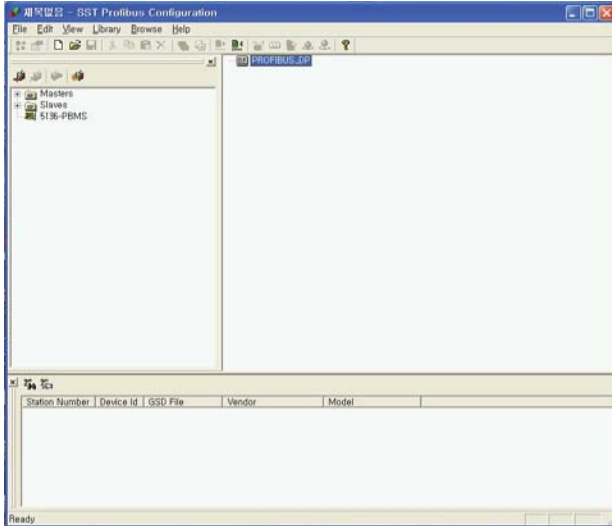 제목없음 - SST Profibus Configuration
File Edit View Library Browse Help
PROFIBUS_DP
Masters
Slaves
5136-PBMS
Station Number Device Id GSD File Vendor Model
Ready